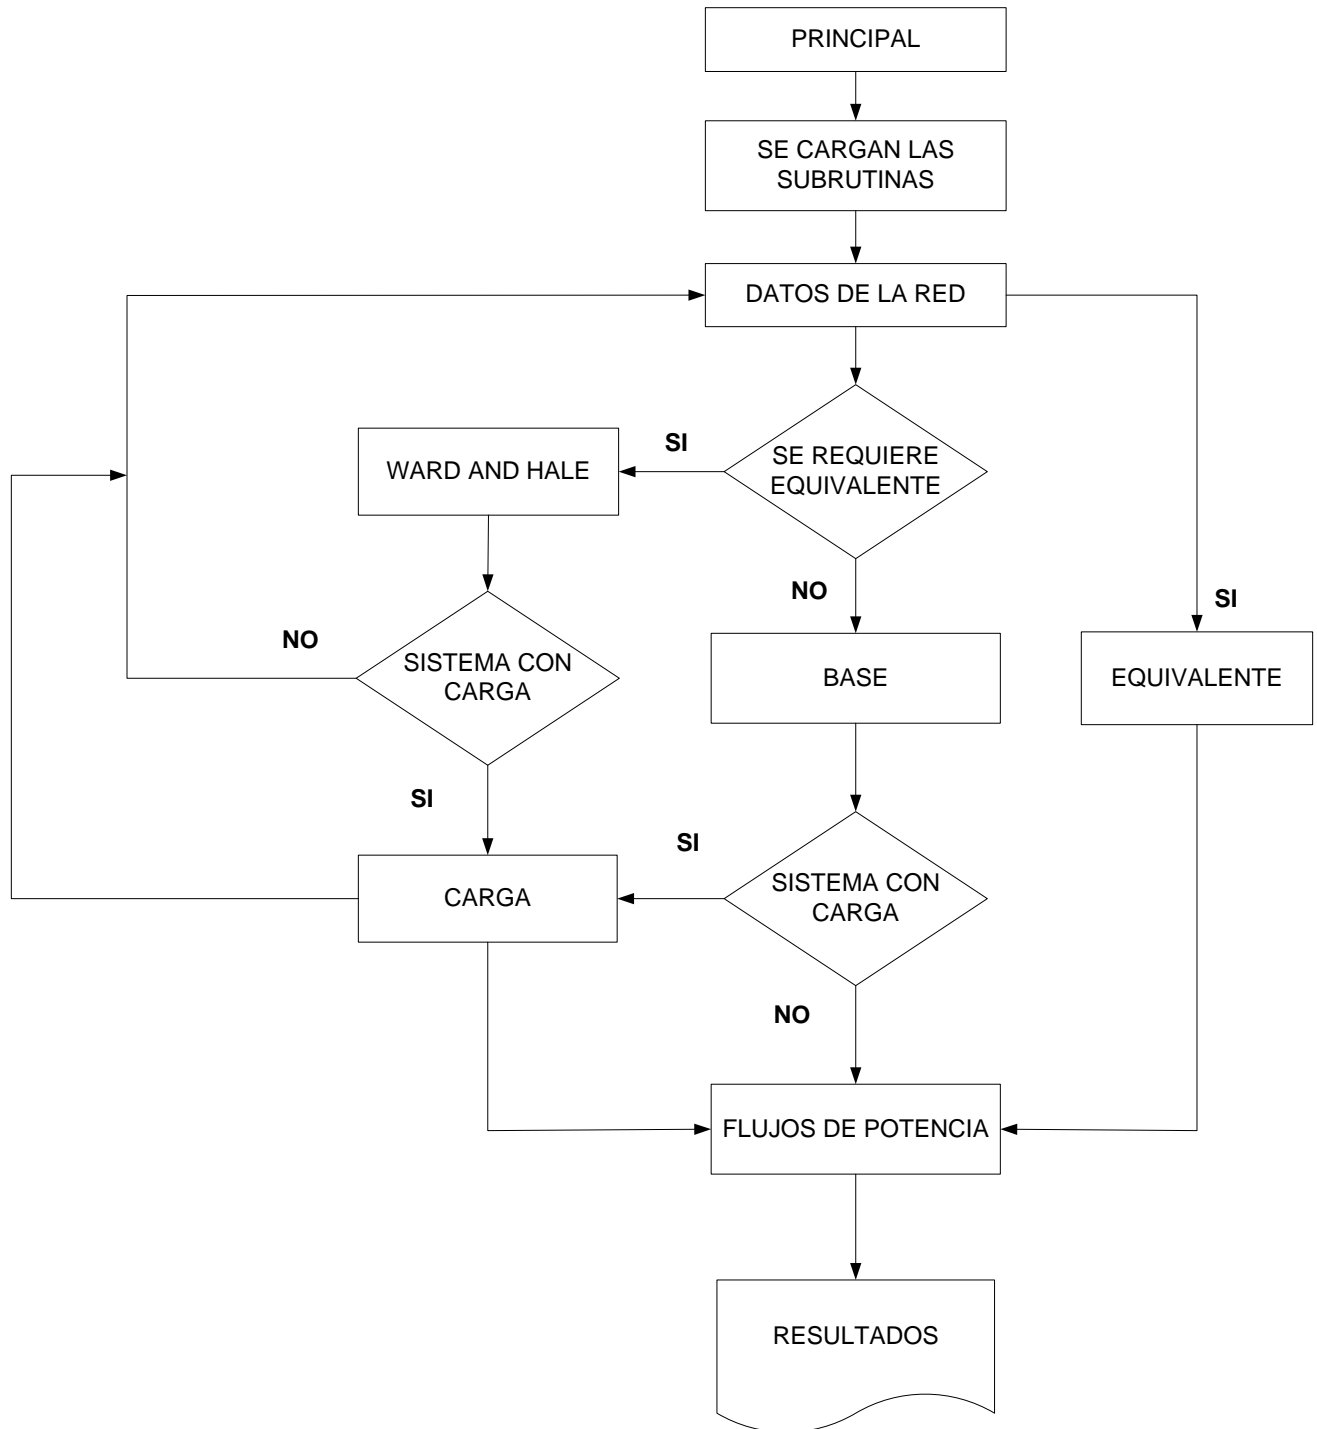 PRINCIPAL
SE CARGAN LAS
SUBRUTINAS
DATOS DE LA RED
SI
SE REQUIERE
EQUIVALENTE
WARD AND HALE
NO
SI
NO
SISTEMA CON
CARGA
BASE
EQUIVALENTE
SI
SI
CARGA
SISTEMA CON
CARGA
NO
FLUJOS DE POTENCIA
RESULTADOS